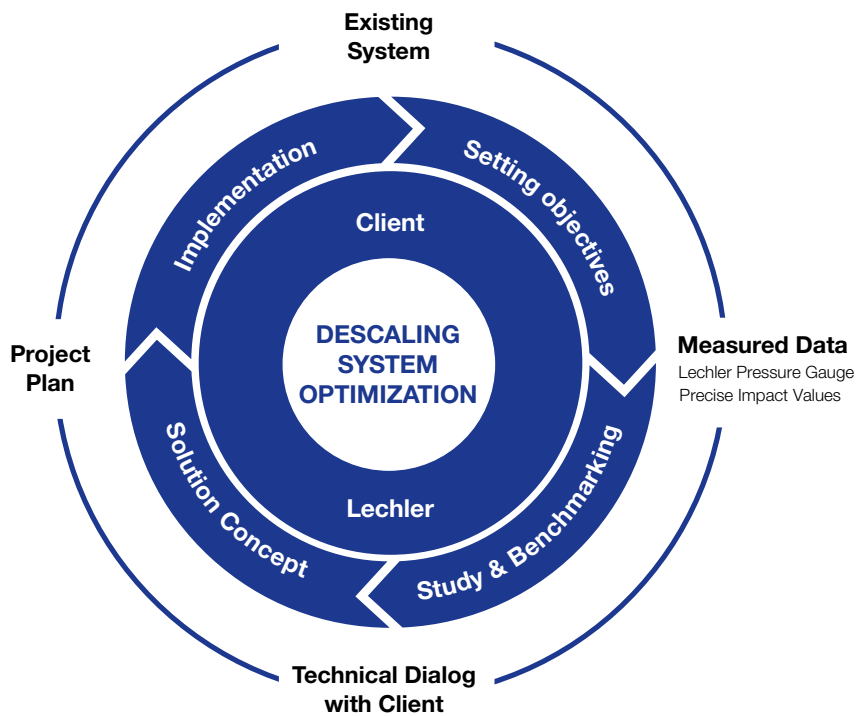 Existing
System
Implementation
Setting objectives
Client
DESCALING
SYSTEM
OPTIMIZATION
Project
Plan
Measured Data
Lechler Pressure Gauge
Precise Impact Values
Solution Concept
Lechler
Study & Benchmarking
Technical Dialog
with Client